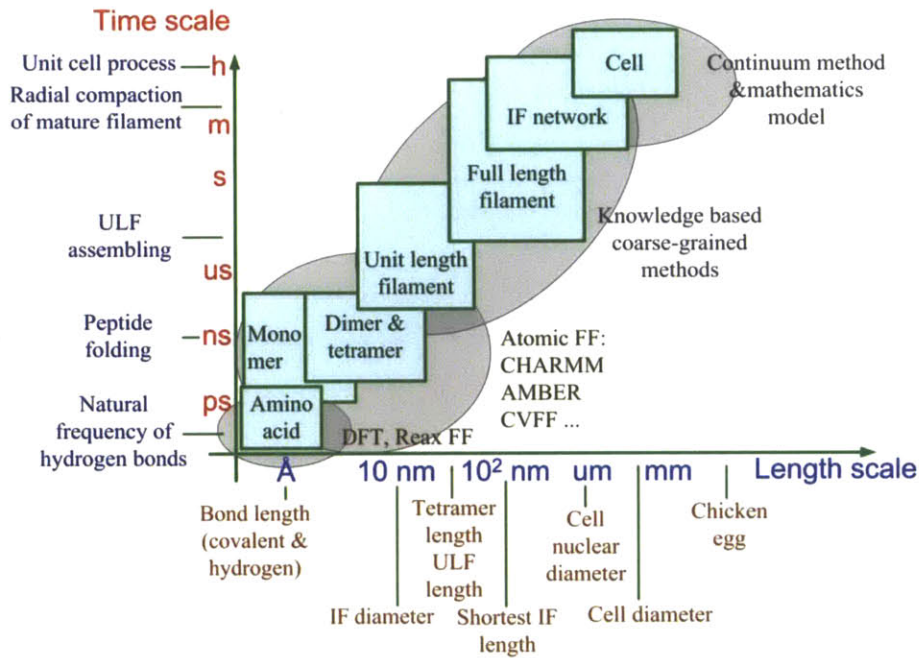 Time scale
Unit cell process
h
Radial compaction
of mature filament
m
s
ULF
assembling
us
Peptide
folding
ns
ps
Natural
frequency of
hydrogen bonds
Cell
Continuum method
&mathematics
model
IF network
Full length
filament
Knowledge based
coarse-grained
methods
Unit length
filament
Mono
mer
Dimer &
tetramer
Atomic FF:
CHARMM
AMBER
CVFF ...
Amino
acid
DFT, Reax FF
Å
10 nm
10² nm
um
mm
Length scale
Bond length
(covalent &
hydrogen)
IF diameter
Tetramer
length
ULF
length
Shortest IF
length
Cell
nuclear
diameter
Cell diameter
Chicken
egg